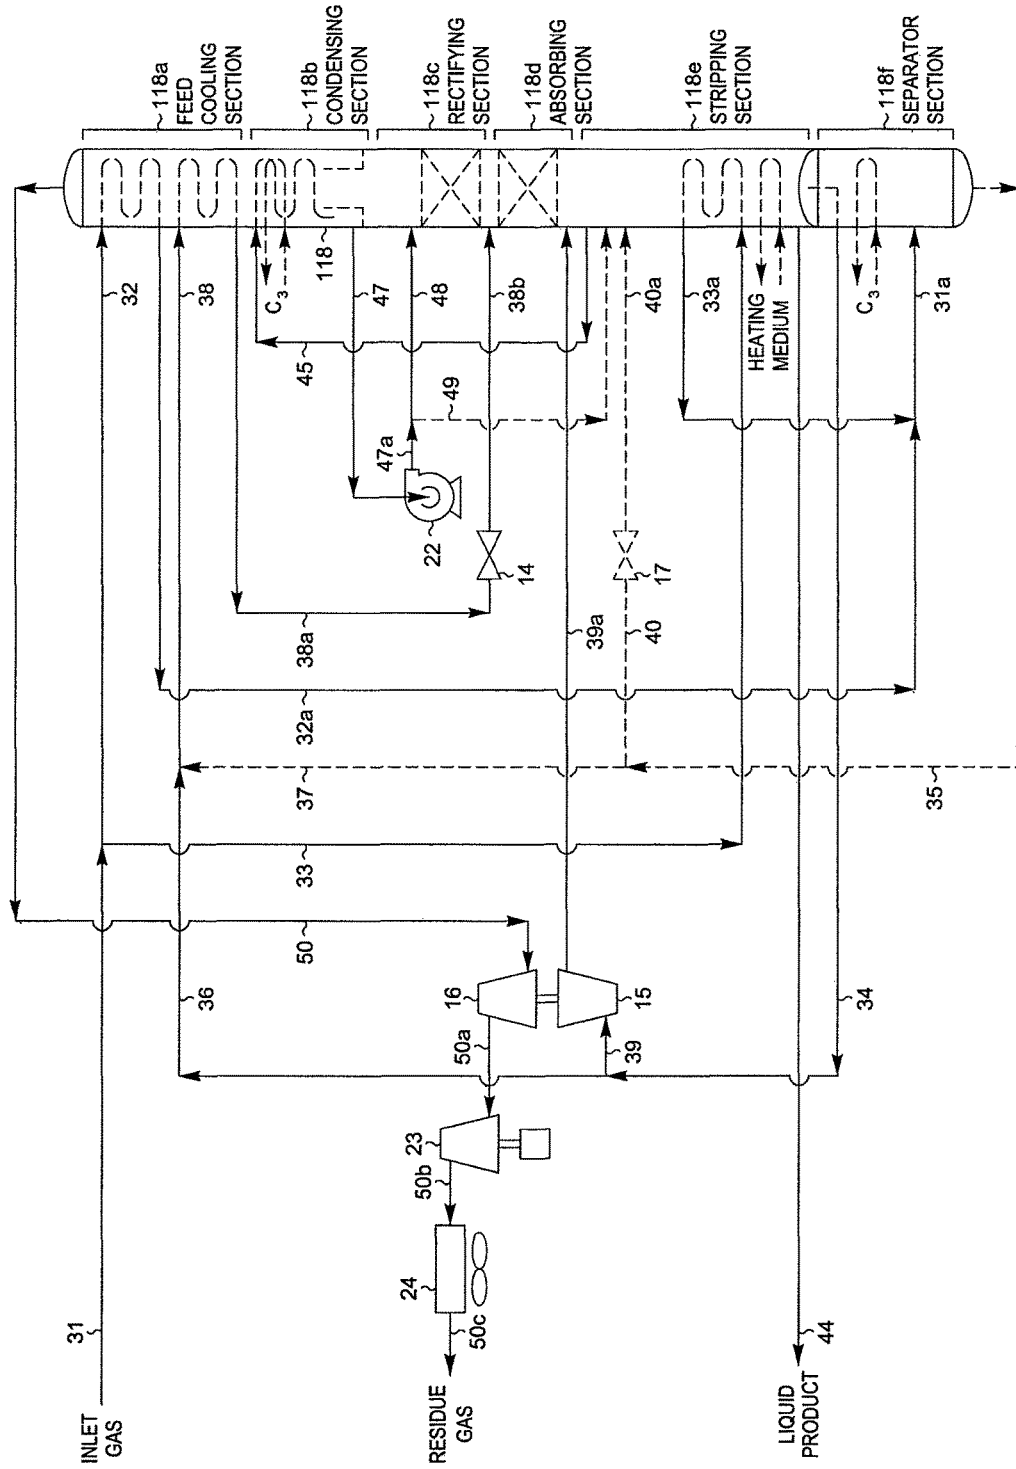 118a
FEED
COOLING
SECTION
118b
CONDENSING
SECTION
118c
RECTIFYING
SECTION
118d
ABSORBING
SECTION
118e
STRIPPING
SECTION
118f
SEPARATOR
SECTION
32
38
C3
118
47
48
38b
40a
33a
HEATING
MEDIUM
C3
31a
45
49
47a
22
14
17
38a
39a
40
32a
37
35
33
50
36
16
15
34
50a
39
23
50b
24
50c
31
44
INLET
GAS
RESIDUE
GAS
LIQUID
PRODUCT